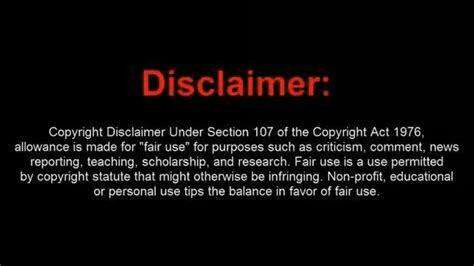 Disclaimer:
Copyright Disclaimer Under Section 107 of the Copyright Act 1976,
allowance is made for "fair use" for purposes such as criticism, comment, news
reporting, teaching, scholarship, and research. Fair use is a use permitted
by copyright statute that might otherwise be infringing. Non-profit, educational
or personal use tips the balance in favor of fair use.